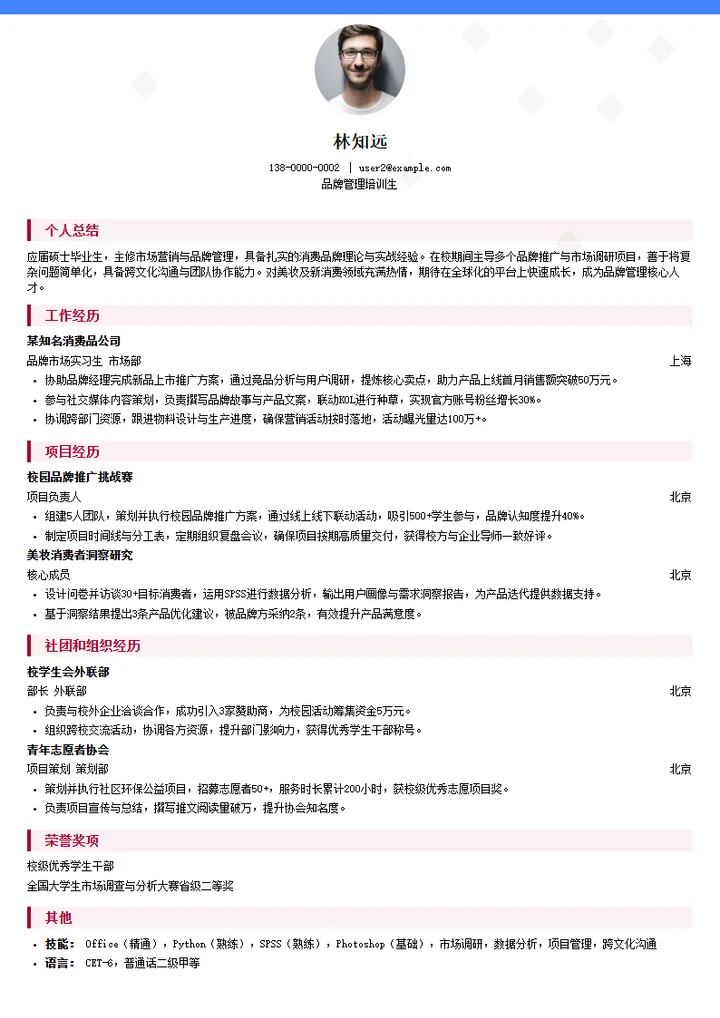 林知远
138-0000-0002 | user2@example.com
品牌管理培训生
个人总结
应届硕士毕业生，主修市场营销与品牌管理，具备扎实的消费品牌理论与实战经验。在校期间主导多个品牌推广与市场调研项目，善于将复
杂问题简单化，具备跨文化沟通与团队协作能力。对美妆及新消费领域充满热情，期待在全球化的平台上快速成长，成为品牌管理核心人
才。
工作经历
某知名消费品公司
品牌市场实习生 市场部 上海
• 协助品牌经理完成新品上市推广方案，通过竞品分析与用户调研，提炼核心卖点，助力产品上线首月销售额突破50万元。
• 参与社交媒体内容策划，负责撰写品牌故事与产品文案，联动KOL进行种草，实现官方账号粉丝增长30%。
• 协调跨部门资源，跟进物料设计与生产进度，确保营销活动按时落地，活动曝光量达100万+。
项目经历
校园品牌推广挑战赛
项目负责人 北京
• 组建5人团队，策划并执行校园品牌推广方案，通过线上线下联动活动，吸引500+学生参与，品牌认知度提升40%。
• 制定项目时间线与分工表，定期组织复盘会议，确保项目按期高质量交付，获得校方与企业导师一致好评。
美妆消费者洞察研究
核心成员 北京
• 设计问卷并访谈30+目标消费者，运用SPSS进行数据分析，输出用户画像与需求洞察报告，为产品迭代提供数据支持。
• 基于洞察结果提出3条产品优化建议，被品牌方采纳2条，有效提升产品满意度。
社团和组织经历
校学生会外联部
部长 外联部 北京
• 负责与校外企业洽谈合作，成功引入3家赞助商，为校园活动筹集资金5万元。
• 组织跨校交流活动，协调各方资源，提升部门影响力，获得优秀学生干部称号。
青年志愿者协会
项目策划 策划部 北京
• 策划并执行社区环保公益项目，招募志愿者50+，服务时长累计200小时，获校级优秀志愿项目奖。
• 负责项目宣传与总结，撰写推文阅读量破万，提升协会知名度。
荣誉奖项
校级优秀学生干部
全国大学生市场调查与分析大赛省级二等奖
其他
• 技能： Office（精通），Python（熟练），SPSS（熟练），Photoshop（基础），市场调研，数据分析，项目管理，跨文化沟通
• 语言： CET-6，普通话二级甲等